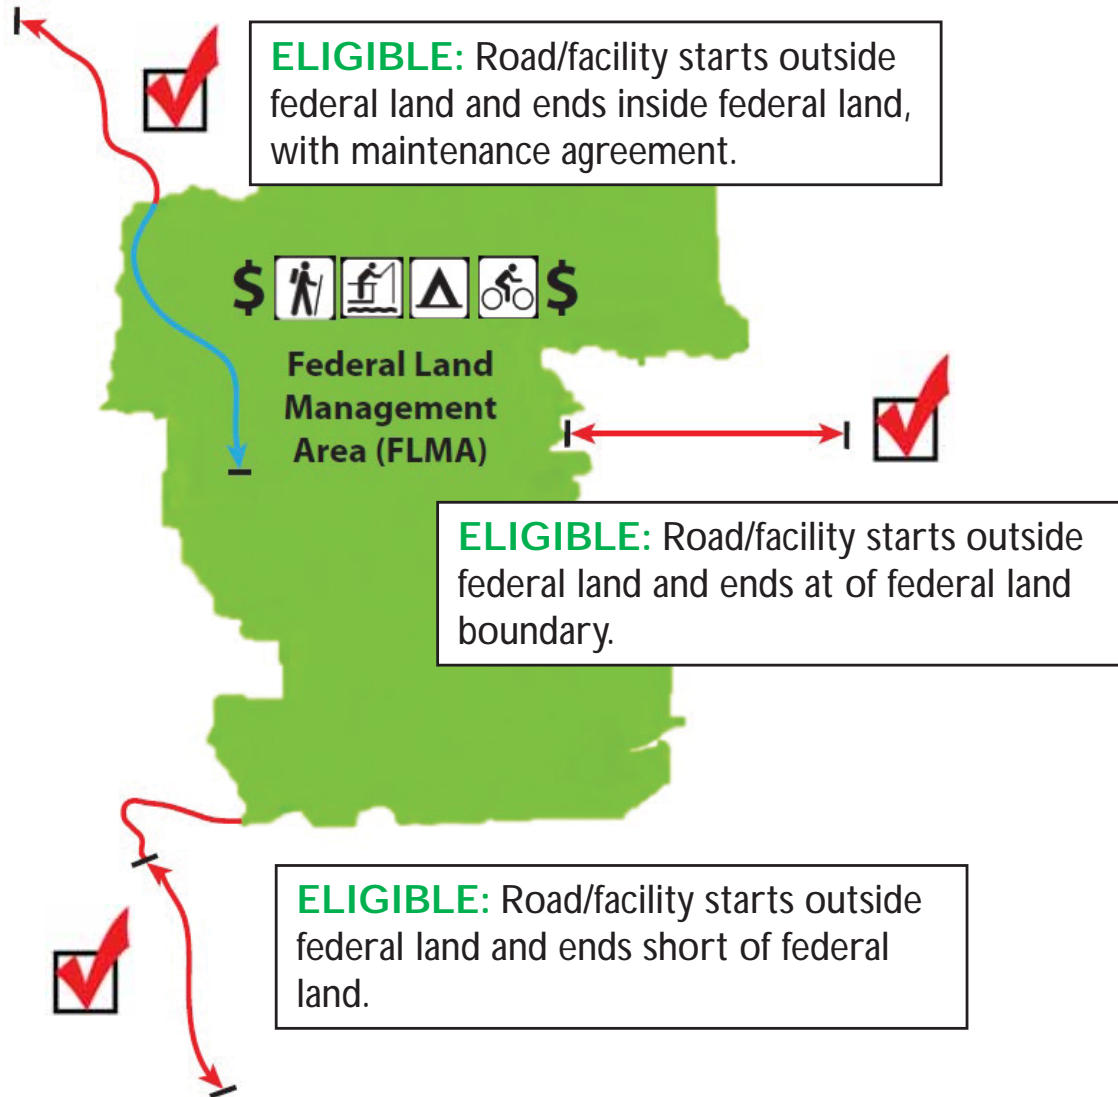 ELIGIBLE: Road/facility starts outside
federal land and ends inside federal land,
with maintenance agreement.
$ $
Federal Land
Management
Area (FLMA)
ELIGIBLE: Road/facility starts outside
federal land and ends at of federal land
boundary.
ELIGIBLE: Road/facility starts outside
federal land and ends short of federal
land.